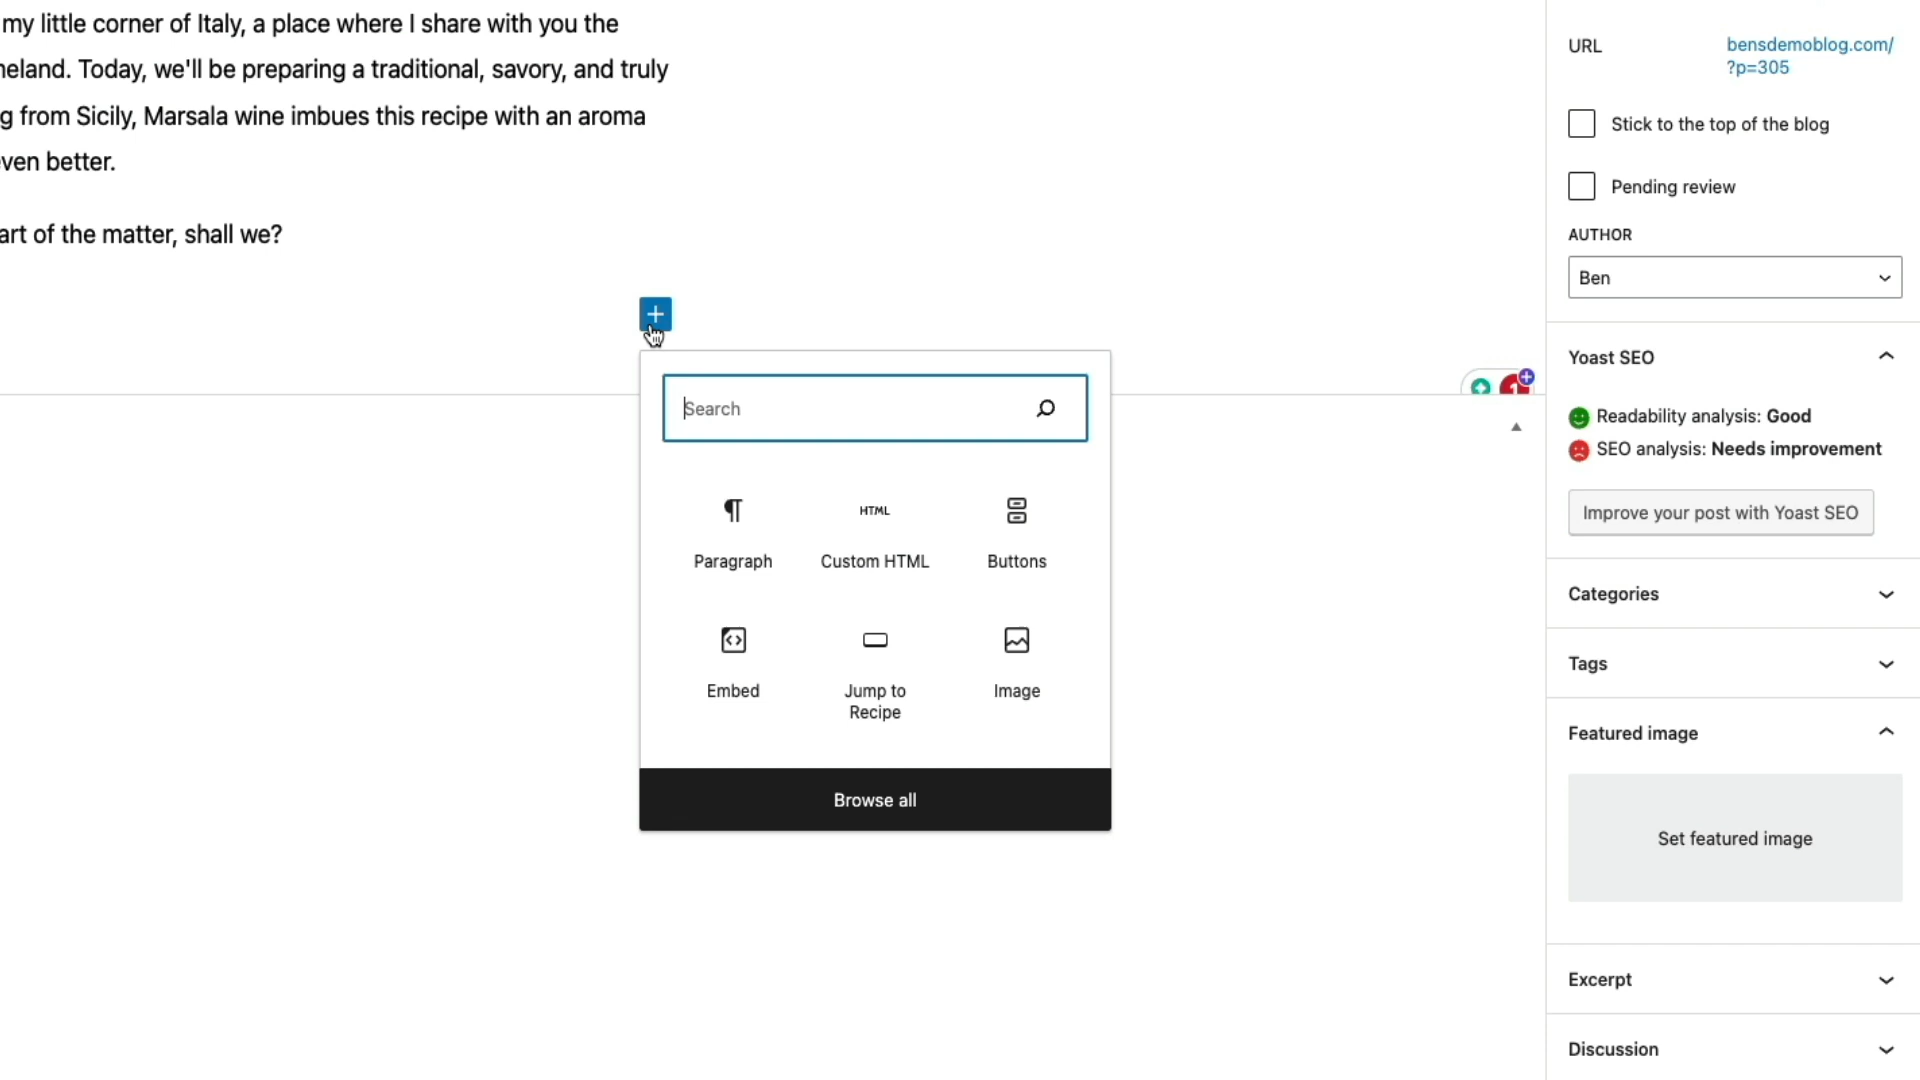 my little corner of Italy, a place where I share with you the
neland. Today, we'll be preparing a traditional, savory, and truly
g from Sicily, Marsala wine imbues this recipe with an aroma
ven better.
art of the matter, shall we?
Search
Paragraph
HTML
Custom HTML
Buttons
Embed
Jump to
Recipe
Image
Browse all
1
URL
bensdemoblog.com/
?p=305
Stick to the top of the blog
Pending review
AUTHOR
Ben
Yoast SEO
Readability analysis: Good
SEO analysis: Needs improvement
Improve your post with Yoast SEO
Categories
Tags
Featured image
Set featured image
Excerpt
Discussion